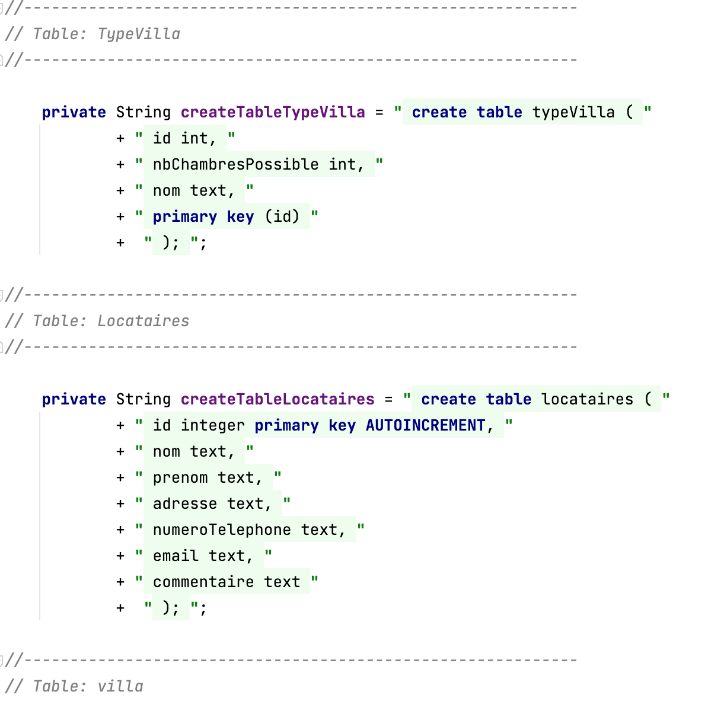 //------------------------------------------------------------
// Table: TypeVilla
//------------------------------------------------------------
private String createTableTypeVilla = " create table typeVilla ( "
+ " id int, "
+ " nbChambresPossible int, "
+ " nom text, "
+ " primary key (id) "
+  " ); ";
//------------------------------------------------------------
// Table: Locataires
//------------------------------------------------------------
private String createTableLocataires = " create table locataires ( "
+ " id integer primary key AUTOINCREMENT, "
+ " nom text, "
+ " prenom text, "
+ " adresse text, "
+ " numeroTelephone text, "
+ " email text, "
+ " commentaire text "
+  " ); ";
//------------------------------------------------------------
// Table: villa